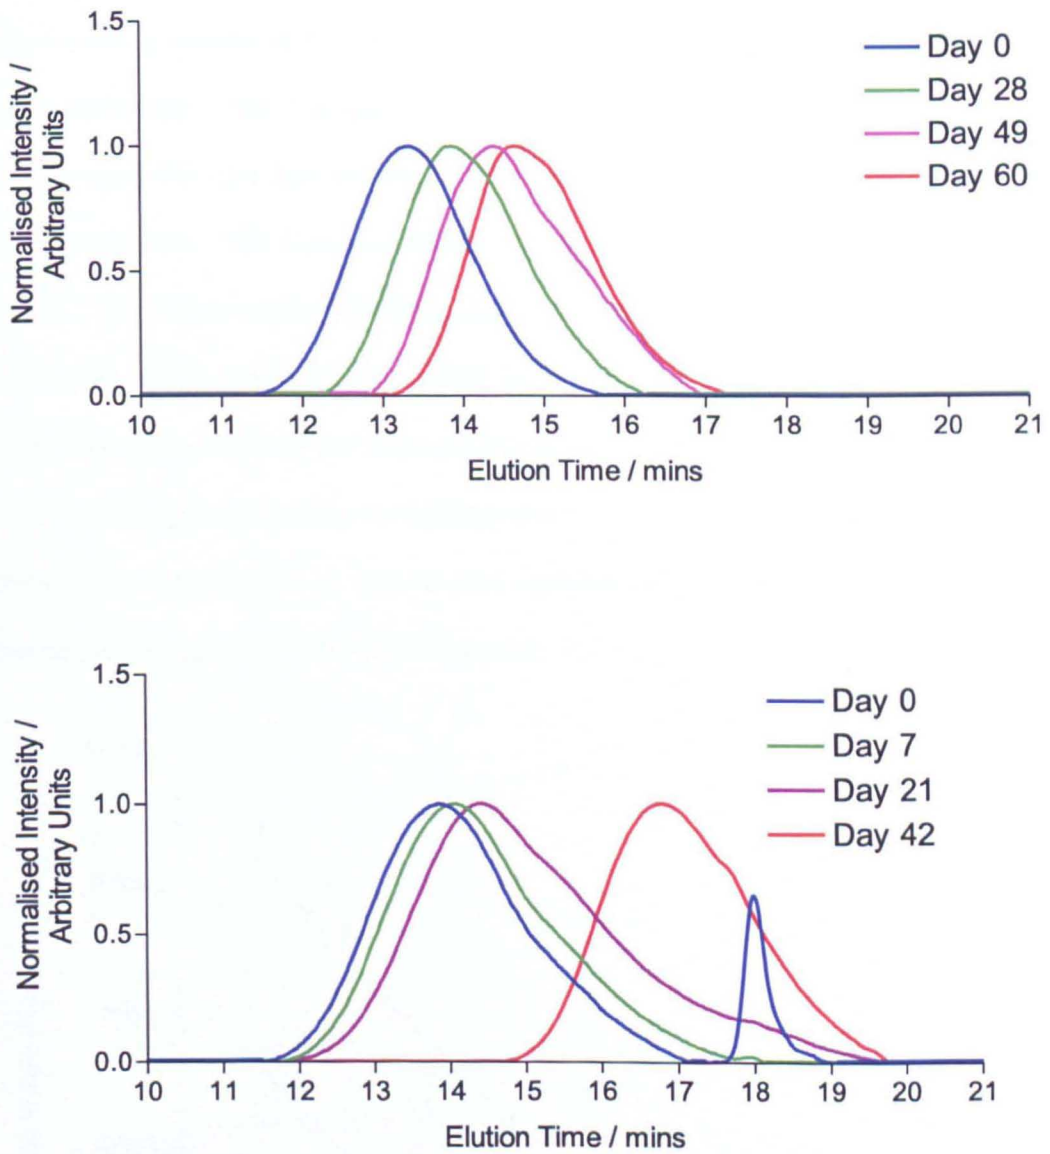 1.5
Day 0
Day 28
Day 49
Day 60
Normalised Intensity /
Arbitrary Units
1.0
0.5
0.0
10 11 12 13 14 15 16 17 18 19 20 21
Elution Time / mins
1.5
Day 0
Day 7
Day 21
Day 42
Normalised Intensity /
Arbitrary Units
1.0
0.5
0.0
10 11 12 13 14 15 16 17 18 19 20 21
Elution Time / mins